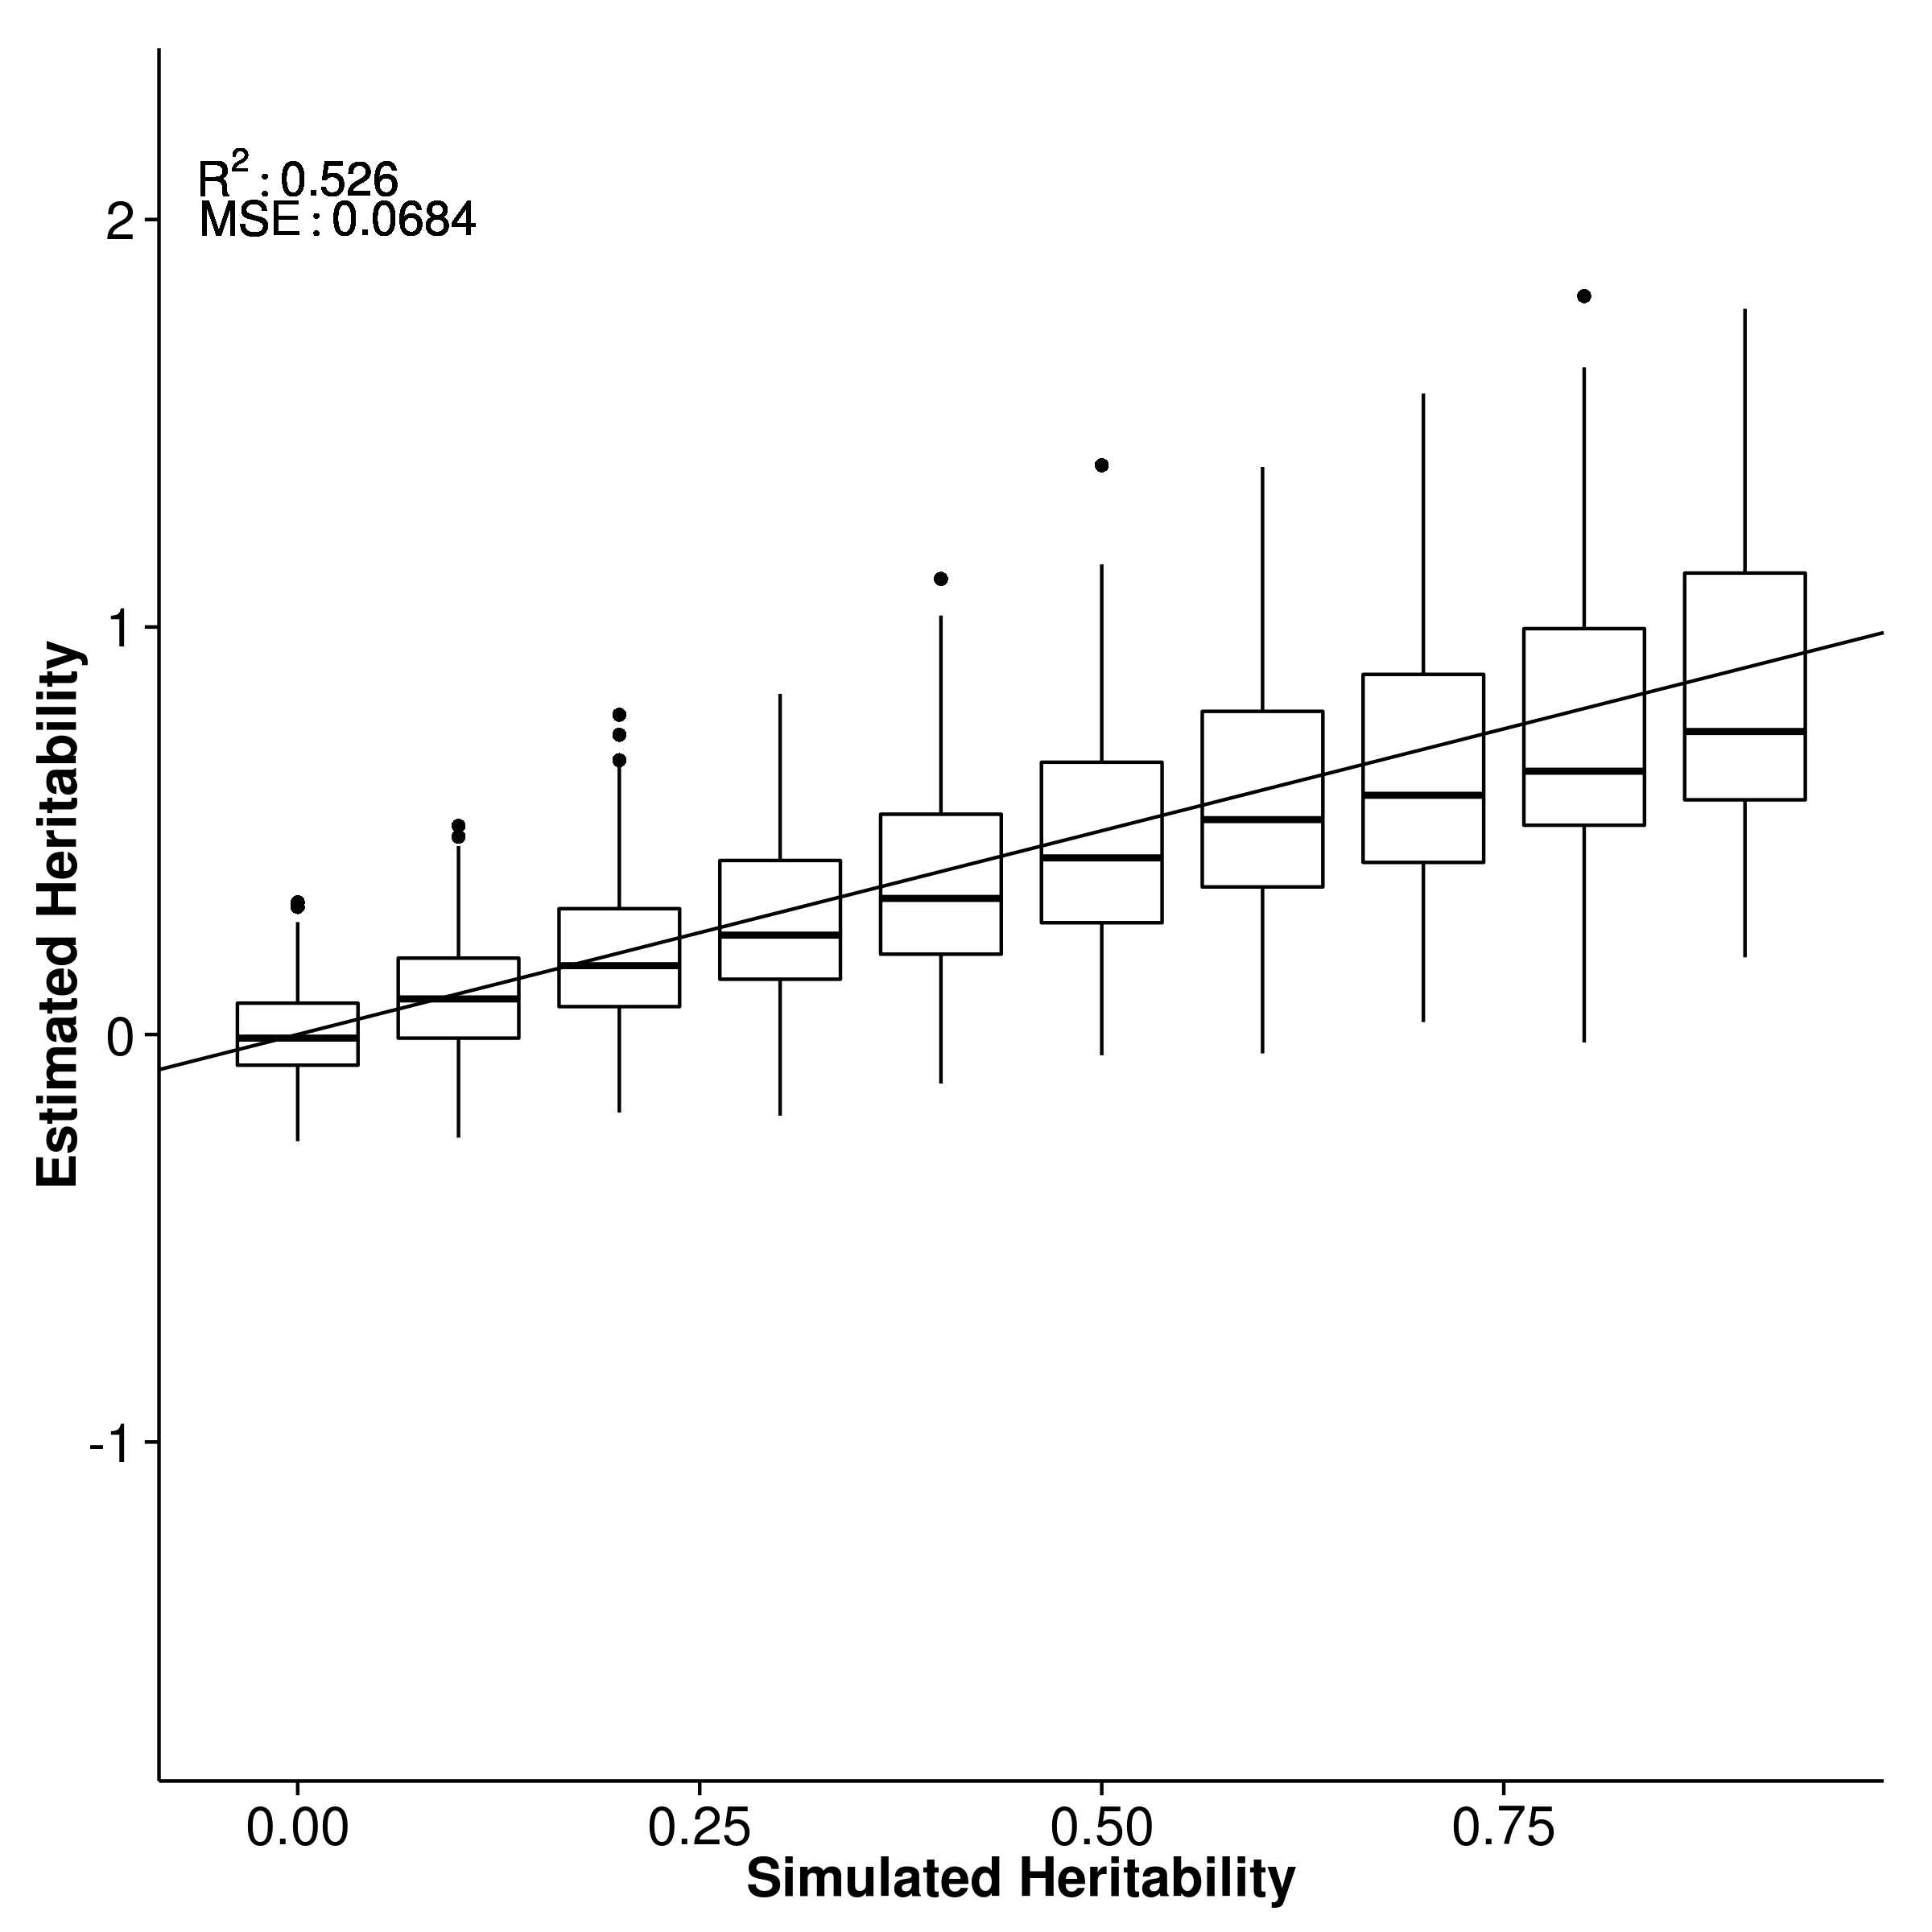 R²: 0.526
MSE: 0.0684
2
1
0
-1
Estimated Heritability
0.00 0.25 0.50 0.75
Simulated Heritability